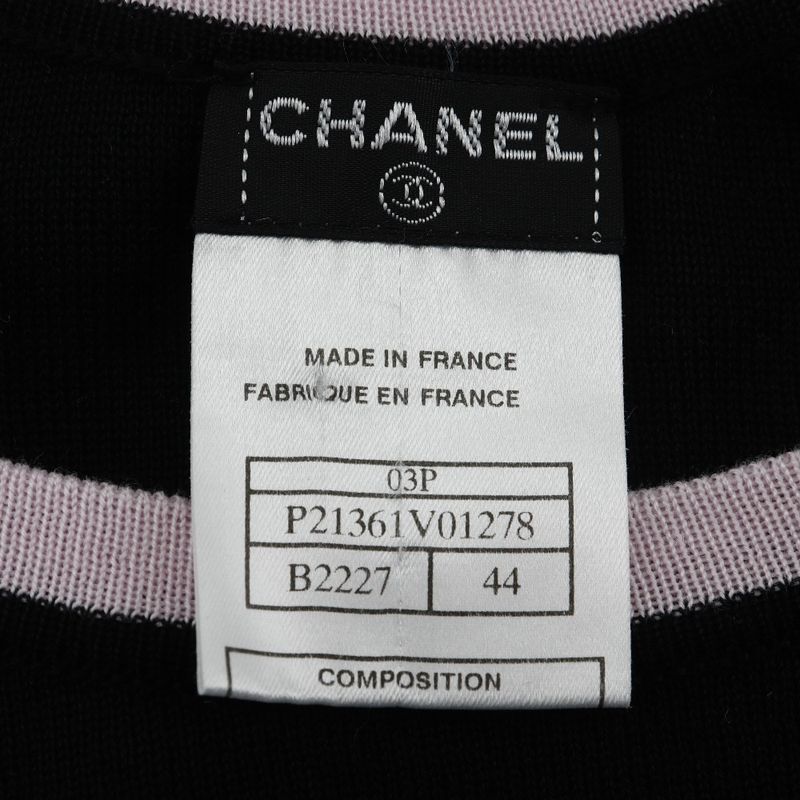 CHANEL
MADE IN FRANCE
FABRIQUE EN FRANCE
03P
P21361V01278
B2227 44
COMPOSITION